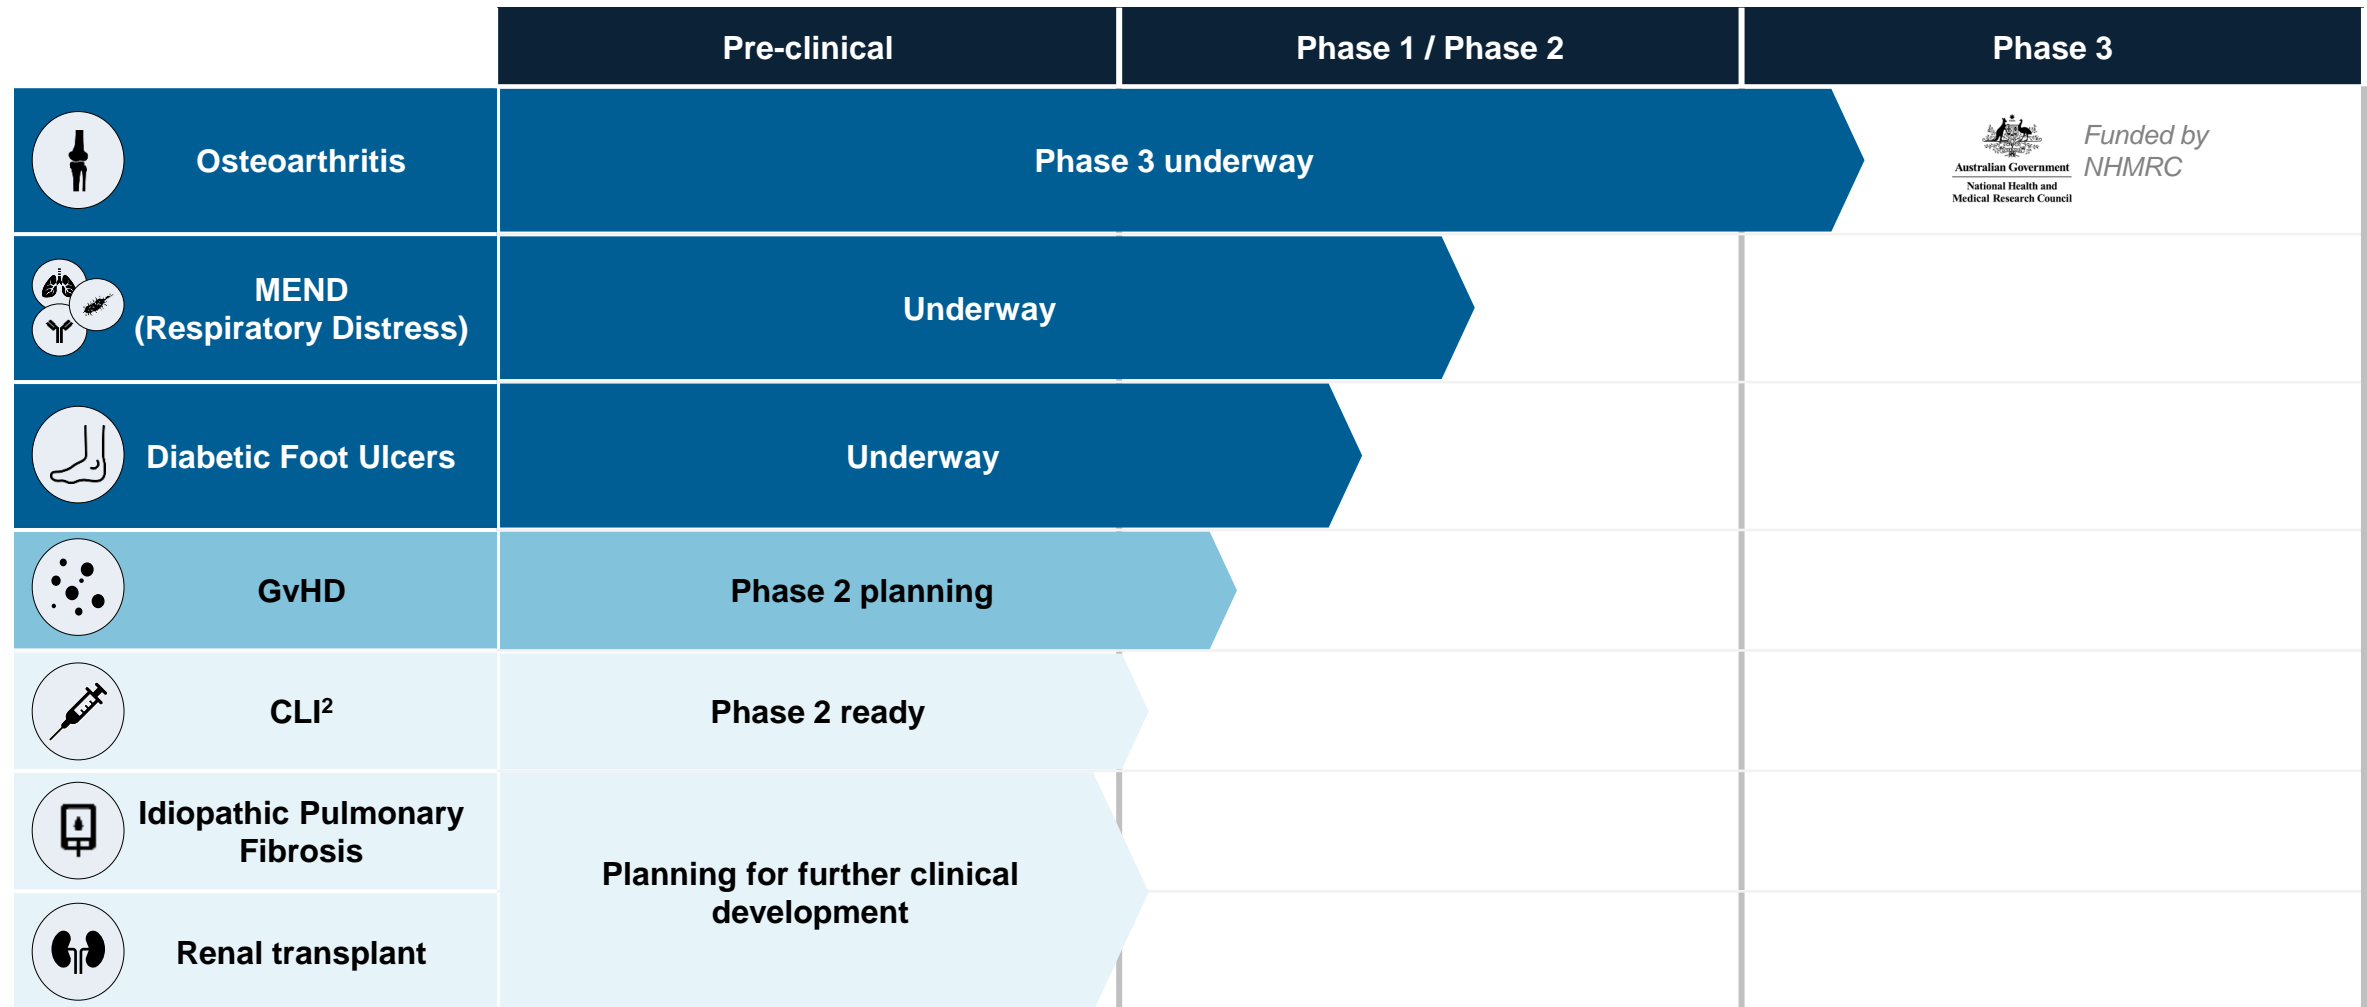 Pre-clinical
Phase 1 / Phase 2
Phase 3
Osteoarthritis
Phase 3 underway
Australian Government
National Health and
Medical Research Council
Funded by
NHMRC
MEND
(Respiratory Distress)
Underway
Diabetic Foot Ulcers
Underway
GvHD
Phase 2 planning
CLI²
Phase 2 ready
Idiopathic Pulmonary
Fibrosis
Planning for further clinical
development
Renal transplant